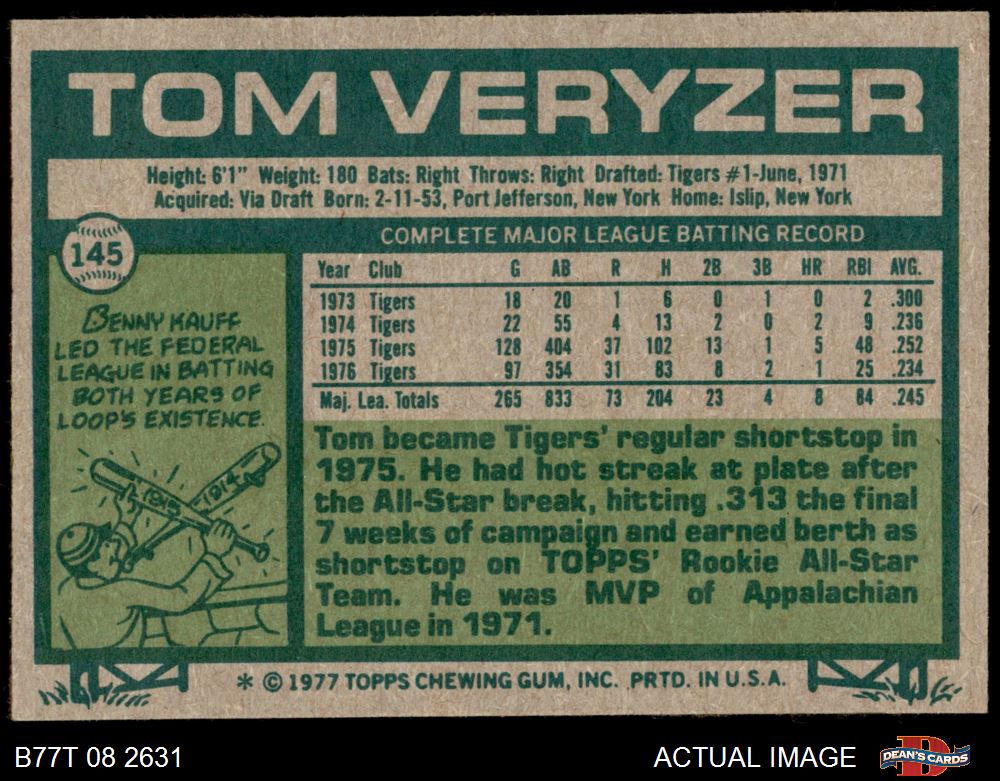 TOM VERYZER
Height: 6'1" Weight: 180 Bats: Right Throws: Right Drafted: Tigers #1-June, 1971
Acquired: Via Draft Born: 2-11-53, Port Jefferson, New York Home: Islip, New York
145
BENNY KAUFF
LED THE FEDERAL
LEAGUE IN BATTING
BOTH YEARS OF
LOOP'S EXISTENCE.
1915 1914
COMPLETE MAJOR LEAGUE BATTING RECORD
Year Club G AB R H 2B 3B HR RBI AVG.
1973 Tigers 18 20 1 6 0 1 0 2 .300
1974 Tigers 22 55 4 13 2 0 2 9 .236
1975 Tigers 128 404 37 102 13 1 5 48 .252
1976 Tigers 97 354 31 83 8 2 1 25 .234
Maj. Lea. Totals 265 833 73 204 23 4 8 84 .245
Tom became Tigers' regular shortstop in
1975. He had hot streak at plate after
the All-Star break, hitting .313 the final
7 weeks of campaign and earned berth as
shortstop on TOPPS' Rookie All-Star
Team. He was MVP of Appalachian
League in 1971.
* © 1977 TOPPS CHEWING GUM, INC. PRTD. IN U.S.A.
B77T 08 2631
ACTUAL IMAGE
DEAN'S CARDS